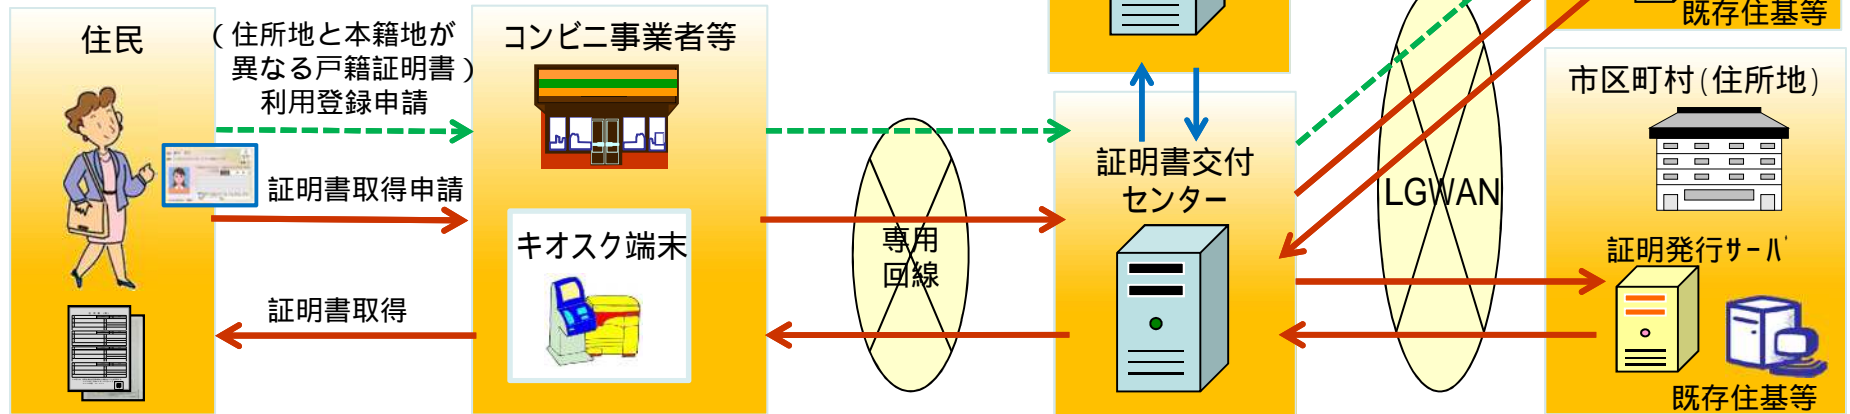 住民
(住所地と本籍地が
異なる戸籍証明書)
利用登録申請
証明書取得申請
証明書取得
コンビニ事業者等
キオスク端末
専用
回線
証明書交付
センター
LGWAN
既存住基等
市区町村(住所地)
証明発行ｻｰﾊﾞ
既存住基等